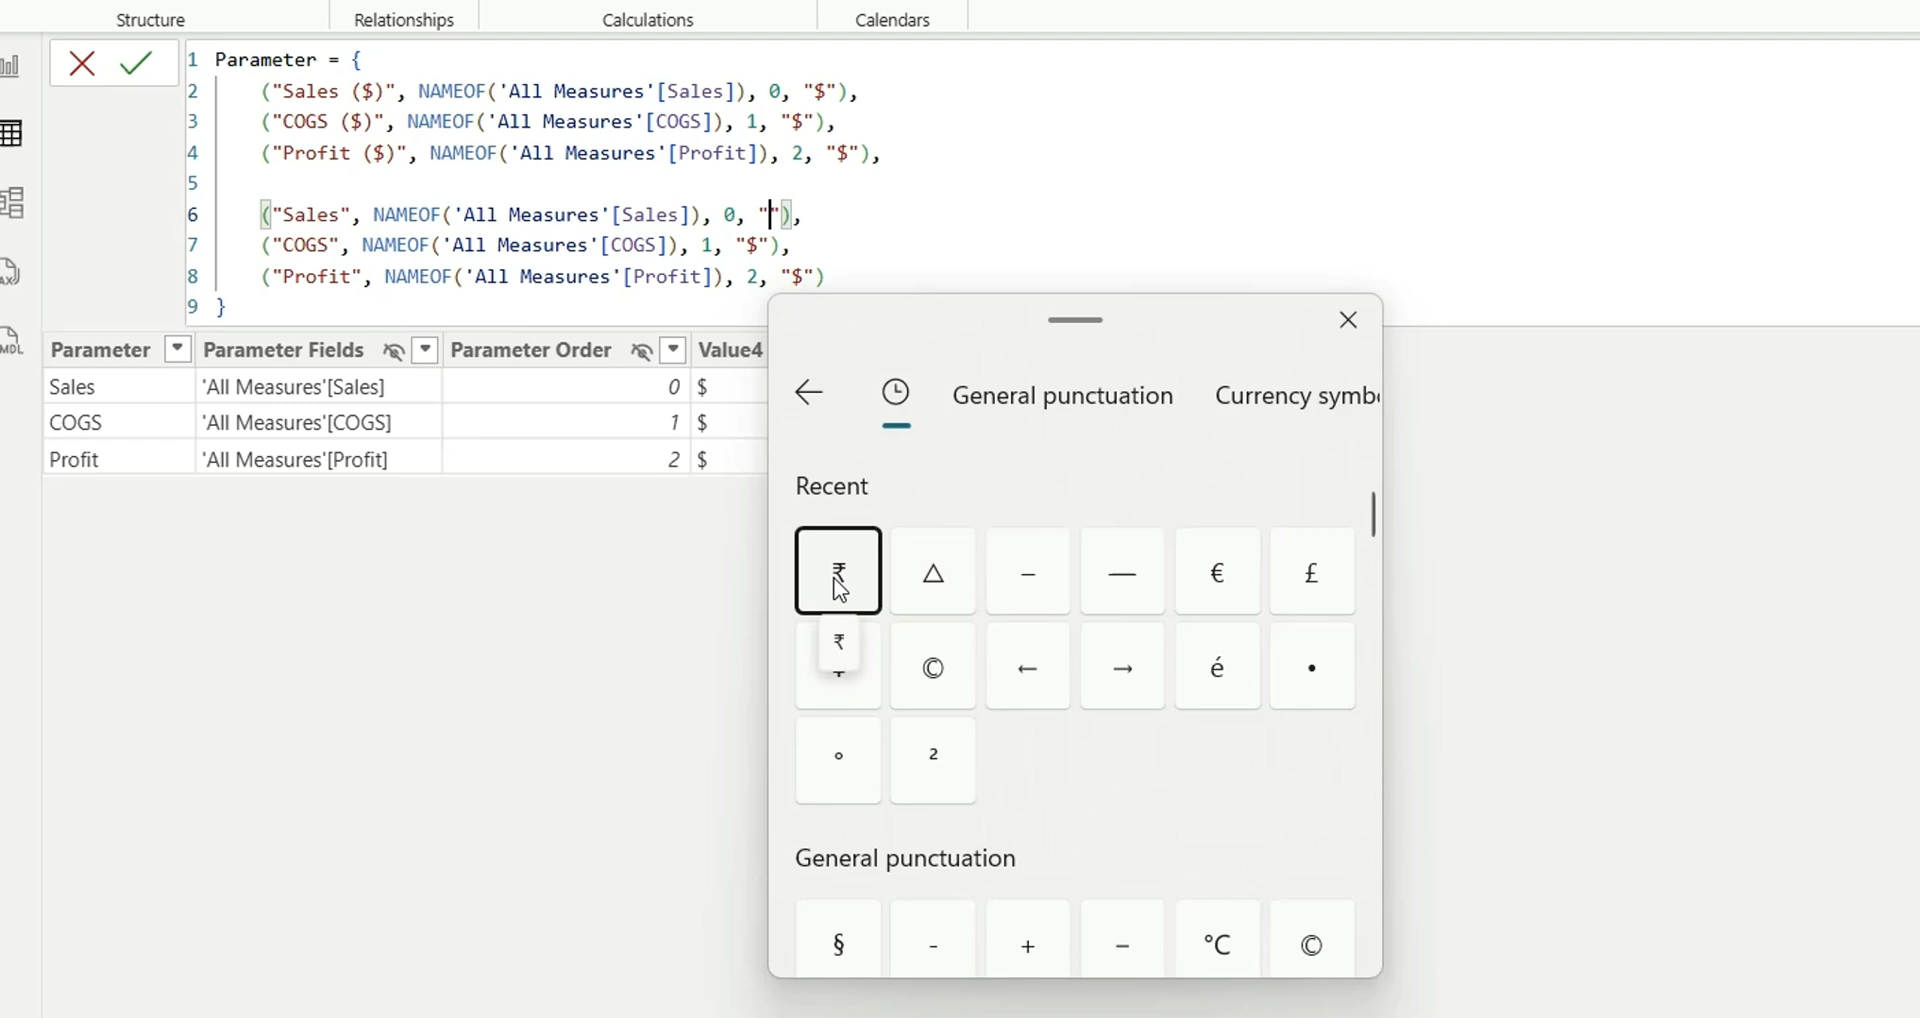 Structure
Relationships
Calculations
Calendars
1 Parameter = {
2 ("Sales ($)", NAMEOF('All Measures'[Sales]), 0, "$"),
3 ("COGS ($)", NAMEOF('All Measures'[COGS]), 1, "$"),
4 ("Profit ($)", NAMEOF('All Measures'[Profit]), 2, "$"),
5
6 ("Sales", NAMEOF('All Measures'[Sales]), 0, ""),
7 ("COGS", NAMEOF('All Measures'[COGS]), 1, "$"),
8 ("Profit", NAMEOF('All Measures'[Profit]), 2, "$")
9 }
Parameter Parameter Fields Parameter Order Value4
Sales 'All Measures'[Sales] 0 $
COGS 'All Measures'[COGS] 1 $
Profit 'All Measures'[Profit] 2 $
General punctuation Currency symb
Recent
₹ △ – — € £
₹
© ← → é •
° ²
General punctuation
§ - + – °C ©